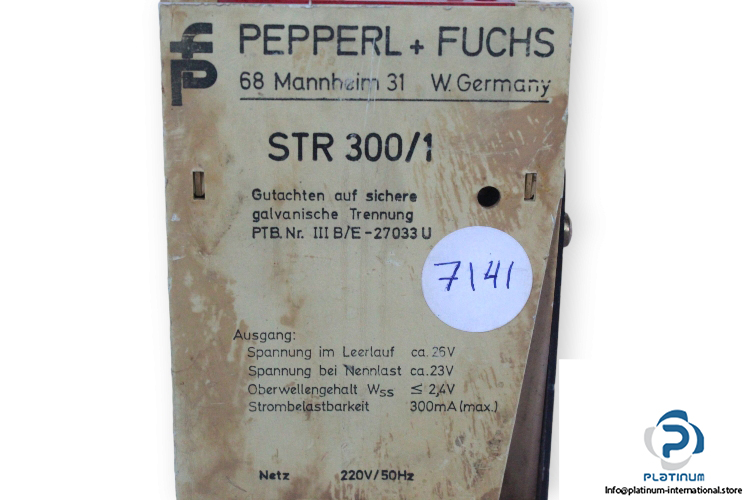 PEPPERL + FUCHS
68 Mannheim 31 W. Germany
STR 300/1
Gutachten auf sichere
galvanische Trennung
PTB. Nr. III B/E-27033 U
7141
Ausgang:
Spannung im Leerlauf ca. 26V
Spannung bei Nennlast ca. 23V
Oberwellengehalt Wss ≤ 2,4V
Strombelastbarkeit 300mA (max.)
Netz 220V/50Hz
PLATINUM
Info@platinum-international.store